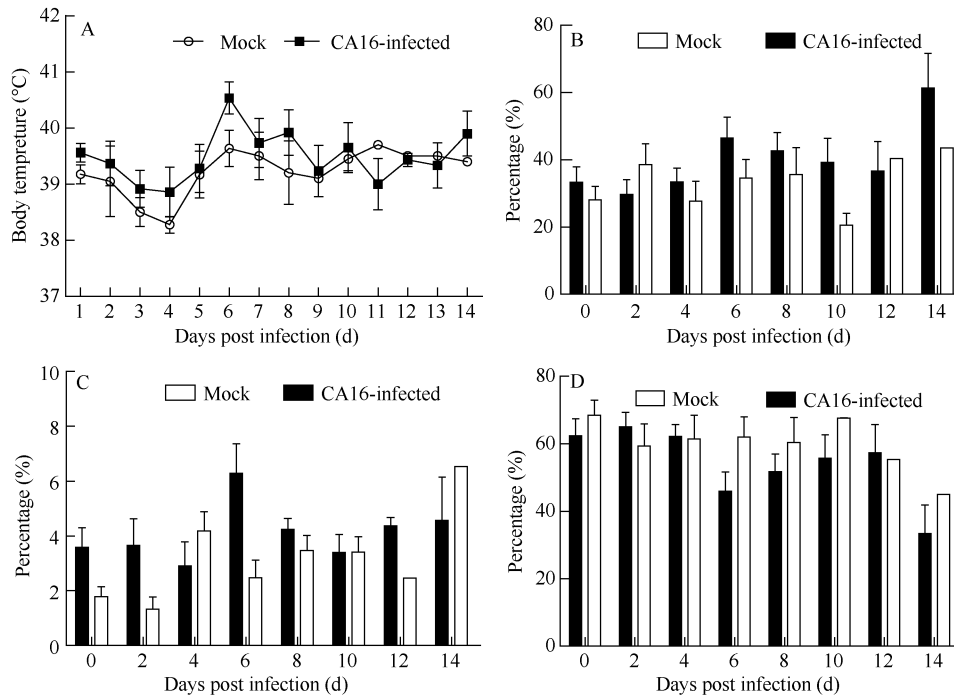 A
Mock CA16-infected
Body tempreture (°C)
42
41
40
39
38
37
1 2 3 4 5 6 7 8 9 10 11 12 13 14
Days post infection (d)
B
Mock CA16-infected
Percentage (%)
80
60
40
20
0
0 2 4 6 8 10 12 14
Days post infection (d)
C
Mock CA16-infected
Percentage (%)
10
8
6
4
2
0
0 2 4 6 8 10 12 14
Days post infection (d)
D
Mock CA16-infected
Percentage (%)
80
60
40
20
0
0 2 4 6 8 10 12 14
Days post infection (d)